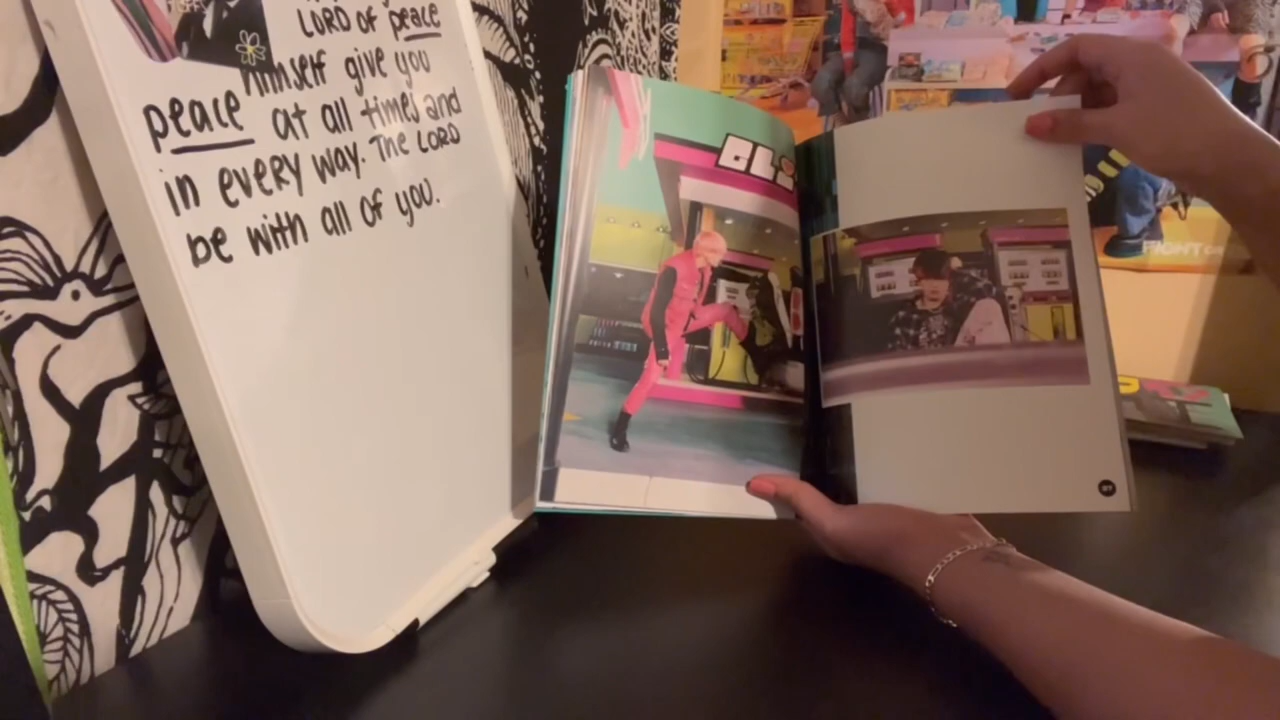 LORD OF peace
himself give you
peace at all times and
in every way. The LORD
be with all of you.
FIGHT